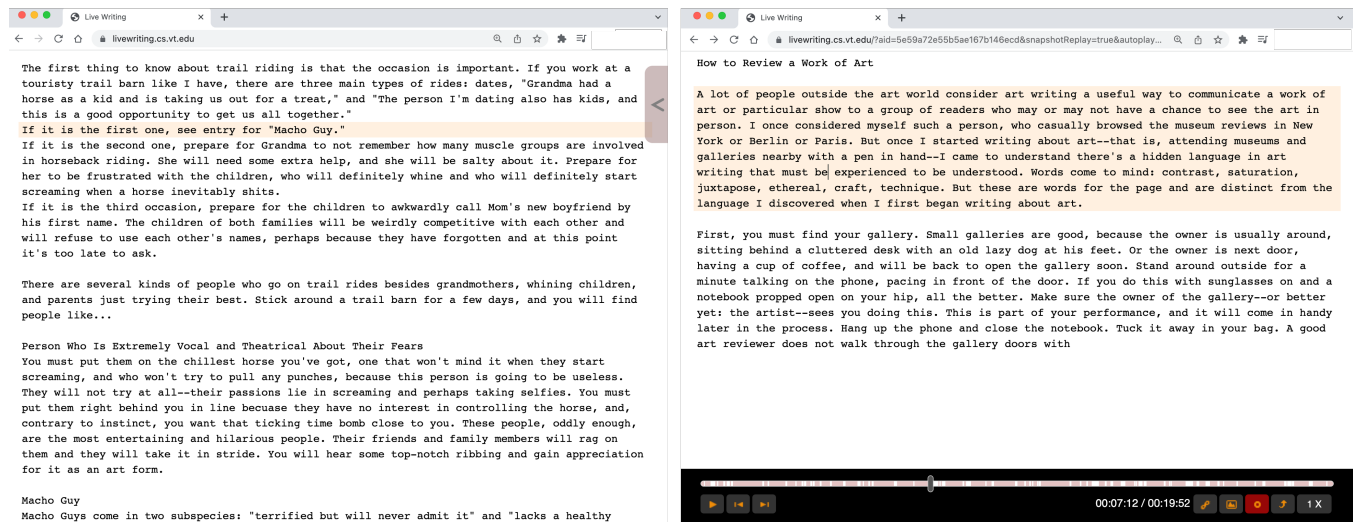 Live Writing
livewriting.cs.vt.edu
The first thing to know about trail riding is that the occasion is important. If you work at a
touristy trail barn like I have, there are three main types of rides: dates, "Grandma had a
horse as a kid and is taking us out for a treat," and "The person I'm dating also has kids, and
this is a good opportunity to get us all together."
If it is the first one, see entry for "Macho Guy."
If it is the second one, prepare for Grandma to not remember how many muscle groups are involved
in horseback riding. She will need some extra help, and she will be salty about it. Prepare for
her to be frustrated with the children, who will definitely whine and who will definitely start
screaming when a horse inevitably shits.
If it is the third occasion, prepare for the children to awkwardly call Mom's new boyfriend by
his first name. The children of both families will be weirdly competitive with each other and
will refuse to use each other's names, perhaps because they have forgotten and at this point
it's too late to ask.
There are several kinds of people who go on trail rides besides grandmothers, whining children,
and parents just trying their best. Stick around a trail barn for a few days, and you will find
people like...
Person Who Is Extremely Vocal and Theatrical About Their Fears
You must put them on the chillest horse you've got, one that won't mind it when they start
screaming, and who won't try to pull any punches, because this person is going to be useless.
They will not try at all--their passions lie in screaming and perhaps taking selfies. You must
put them right behind you in line becuase they have no interest in controlling the horse, and,
contrary to instinct, you want that ticking time bomb close to you. These people, oddly enough,
are the most entertaining and hilarious people. Their friends and family members will rag on
them and they will take it in stride. You will hear some top-notch ribbing and gain appreciation
for it as an art form.
Macho Guy
Macho Guys come in two subspecies: "terrified but will never admit it" and "lacks a healthy
Live Writing
livewriting.cs.vt.edu/?aid=5e59a72e55b5ae167b146ecd&snapshotReplay=true&autoplay...
How to Review a Work of Art
A lot of people outside the art world consider art writing a useful way to communicate a work of
art or particular show to a group of readers who may or may not have a chance to see the art in
person. I once considered myself such a person, who casually browsed the museum reviews in New
York or Berlin or Paris. But once I started writing about art--that is, attending museums and
galleries nearby with a pen in hand--I came to understand there's a hidden language in art
writing that must be experienced to be understood. Words come to mind: contrast, saturation,
juxtapose, ethereal, craft, technique. But these are words for the page and are distinct from the
language I discovered when I first began writing about art.
First, you must find your gallery. Small galleries are good, because the owner is usually around,
sitting behind a cluttered desk with an old lazy dog at his feet. Or the owner is next door,
having a cup of coffee, and will be back to open the gallery soon. Stand around outside for a
minute talking on the phone, pacing in front of the door. If you do this with sunglasses on and a
notebook propped open on your hip, all the better. Make sure the owner of the gallery--or better
yet: the artist--sees you doing this. This is part of your performance, and it will come in handy
later in the process. Hang up the phone and close the notebook. Tuck it away in your bag. A good
art reviewer does not walk through the gallery doors with
00:07:12 / 00:19:52
1 X